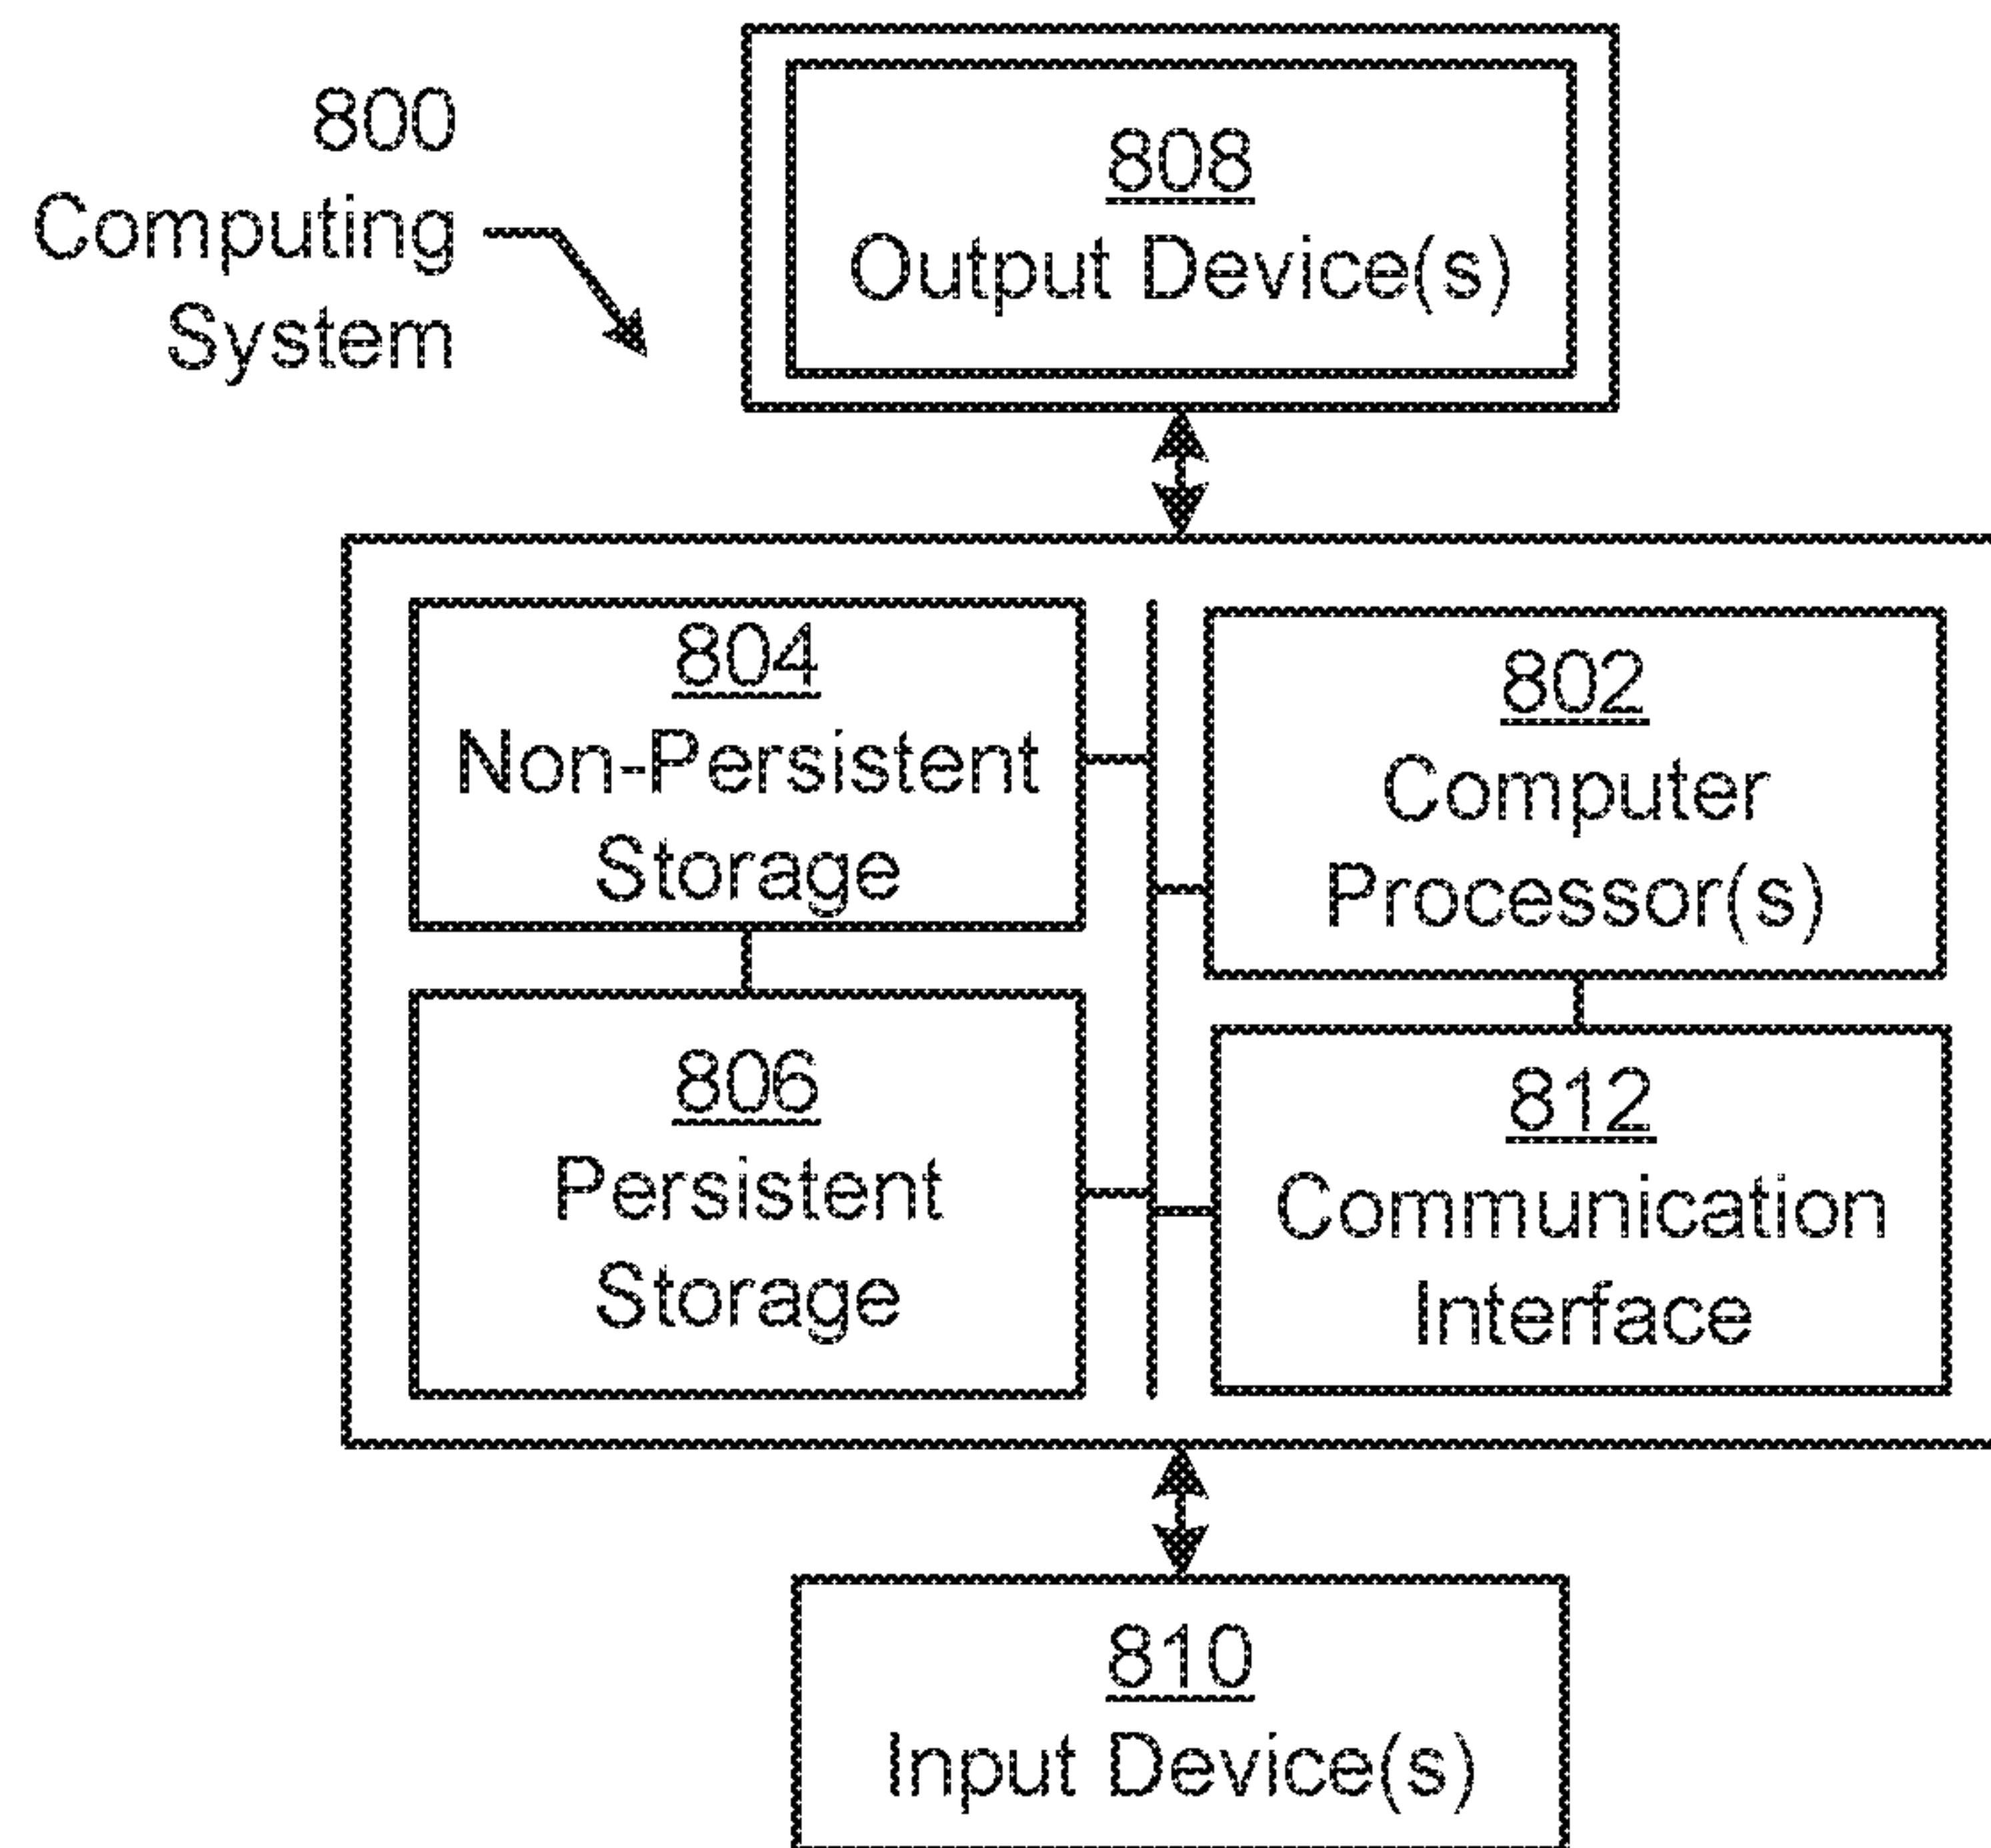 800
Computing
System
808
Output Device(s)
804
Non-Persistent
Storage
802
Computer
Processor(s)
806
Persistent
Storage
812
Communication
Interface
810
Input Device(s)